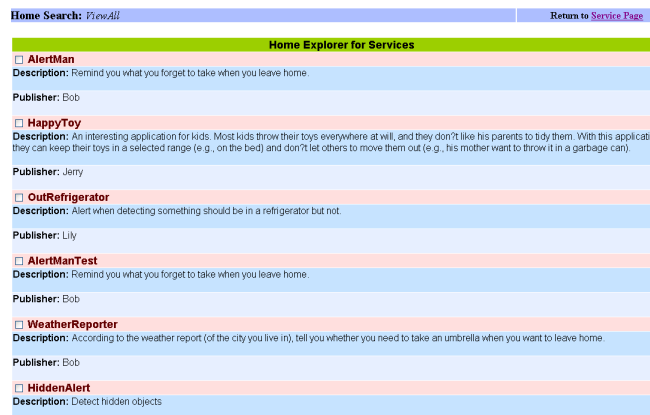 Home Search: ViewAll
Return to Service Page
Home Explorer for Services
AlertMan
Description: Remind you what you forget to take when you leave home.
Publisher: Bob
HappyToy
Description: An interesting application for kids. Most kids throw their toys everywhere at will, and they don?t like his parents to tidy them. With this applicati
they can keep their toys in a selected range (e.g., on the bed) and don?t let others to move them out (e.g., his mother want to throw it in a garbage can).
Publisher: Jerry
OutRefrigerator
Description: Alert when detecting something should be in a refrigerator but not.
Publisher: Lily
AlertManTest
Description: Remind you what you forget to take when you leave home.
Publisher: Bob
WeatherReporter
Description: According to the weather report (of the city you live in), tell you whether you need to take an umbrella when you want to leave home.
Publisher: Bob
HiddenAlert
Description: Detect hidden objects